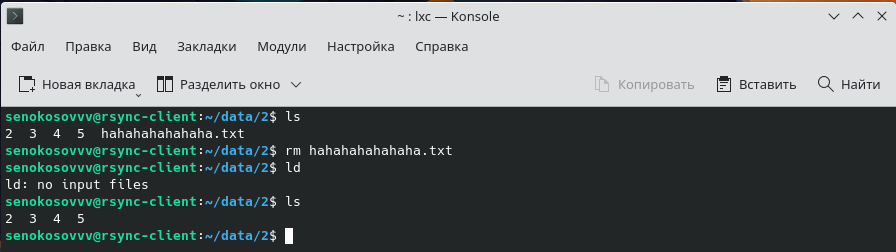 ~ : lxc — Konsole
Файл Правка Вид Закладки Модули Настройка Справка
Новая вкладка Разделить окно Копировать Вставить Найти
senokosovvv@rsync-client:~/data/2$ ls
2  3  4  5  hahahahahahaha.txt
senokosovvv@rsync-client:~/data/2$ rm hahahahahahaha.txt
senokosovvv@rsync-client:~/data/2$ ld
ld: no input files
senokosovvv@rsync-client:~/data/2$ ls
2  3  4  5
senokosovvv@rsync-client:~/data/2$